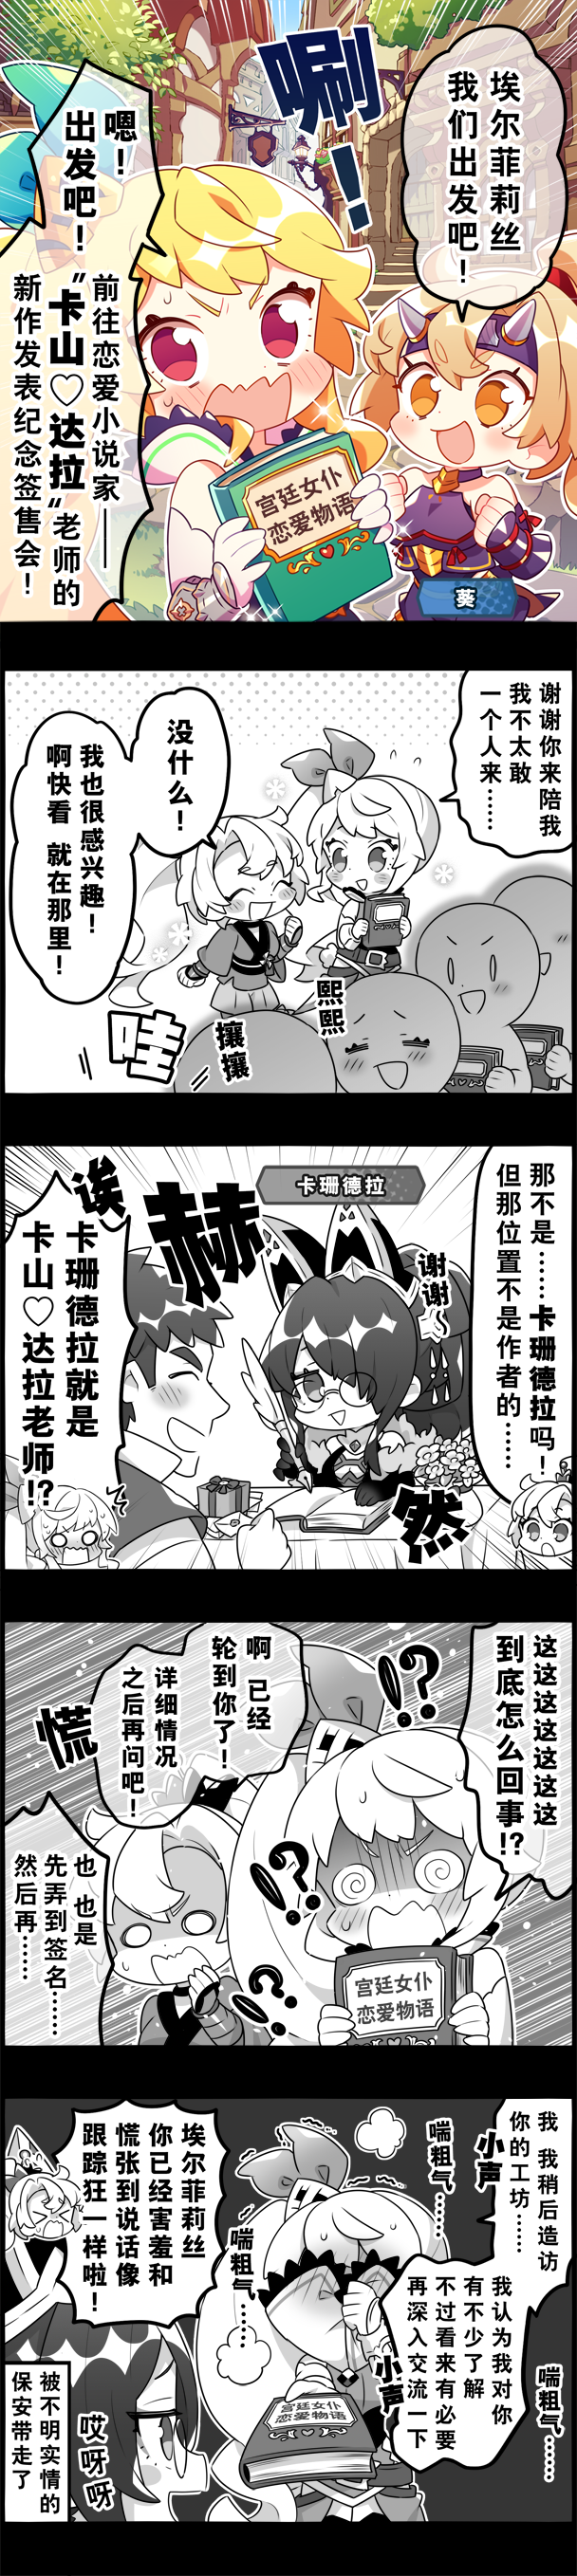 埃尔菲莉丝
我们出发吧！
唰！
嗯！
出发吧！
前往恋爱小说家——
“卡山♡达拉”老师的
新作发表纪念签售会！
宫廷女仆
恋爱物语
葵
谢谢你来陪我
我不太敢
一个人来……
没什么！
我也很感兴趣！
啊快看 就在那里！
熙熙
攘攘
哇
那不是……卡珊德拉吗！
但那位置不是作者的……
卡珊德拉
谢谢~
赫
然
诶
卡珊德拉就是
卡山♡达拉老师!?
这这这这这这这
到底怎么回事!?
!?
啊 已经
轮到你了！
详细情况
之后再问吧！
慌
!?
!?
也 也是
先弄到签名……
然后再……
宫廷女仆
恋爱物语
我 我稍后造访
你的工坊……
小声
喘粗气……
我认为我对你
有不少了解
不过看来有必要
再深入交流一下
小声
喘粗气……
喘粗气……
埃尔菲莉丝
你已经害羞和
慌张到说话像
跟踪狂一样啦！
宫廷女仆
恋爱物语
哎呀呀
被不明实情的
保安带走了